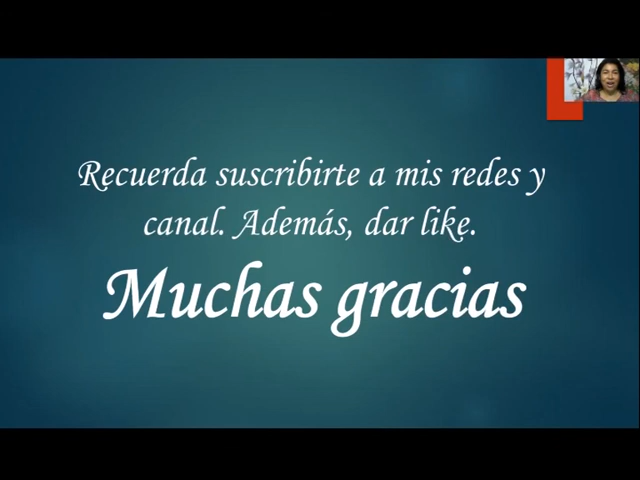 Recuerda suscribirte a mis redes y
canal. Además, dar like.
Muchas gracias